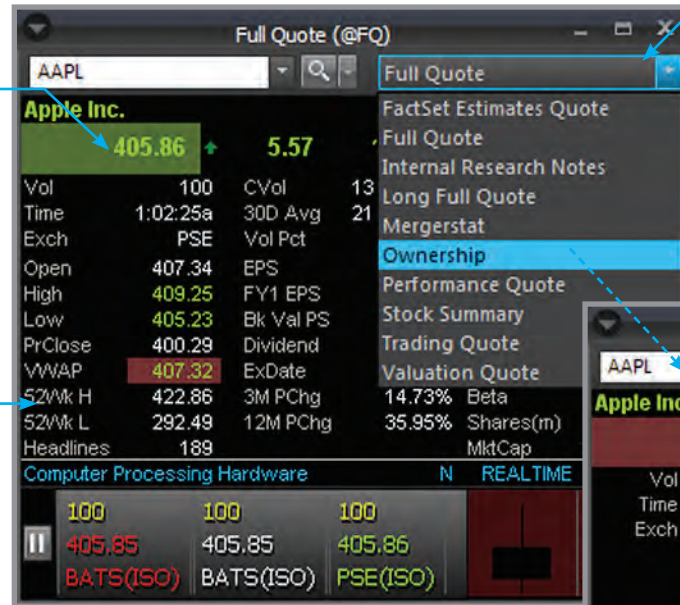 Full Quote (@FQ)
AAPL Full Quote
Apple Inc.
405.86 5.57
Vol 100 CVol 13
Time 1:02:25a 30D Avg 21
Exch PSE Vol Pct
Open 407.34 EPS
High 409.25 FY1 EPS
Low 405.23 Bk Val PS
PrClose 400.29 Dividend
VWAP 407.32 ExDate
52Wk H 422.86 3M PChg 14.73% Beta
52Wk L 292.49 12M PChg 35.95% Shares(m)
Headlines 189 MktCap
Computer Processing Hardware N REALTIME
100 100 100
405.85 405.85 405.86
BATS(ISO) BATS(ISO) PSE(ISO)
FactSet Estimates Quote
Full Quote
Internal Research Notes
Long Full Quote
Mergerstat
Ownership
Performance Quote
Stock Summary
Trading Quote
Valuation Quote
AAPL
Apple Inc
Vol
Time
Exch